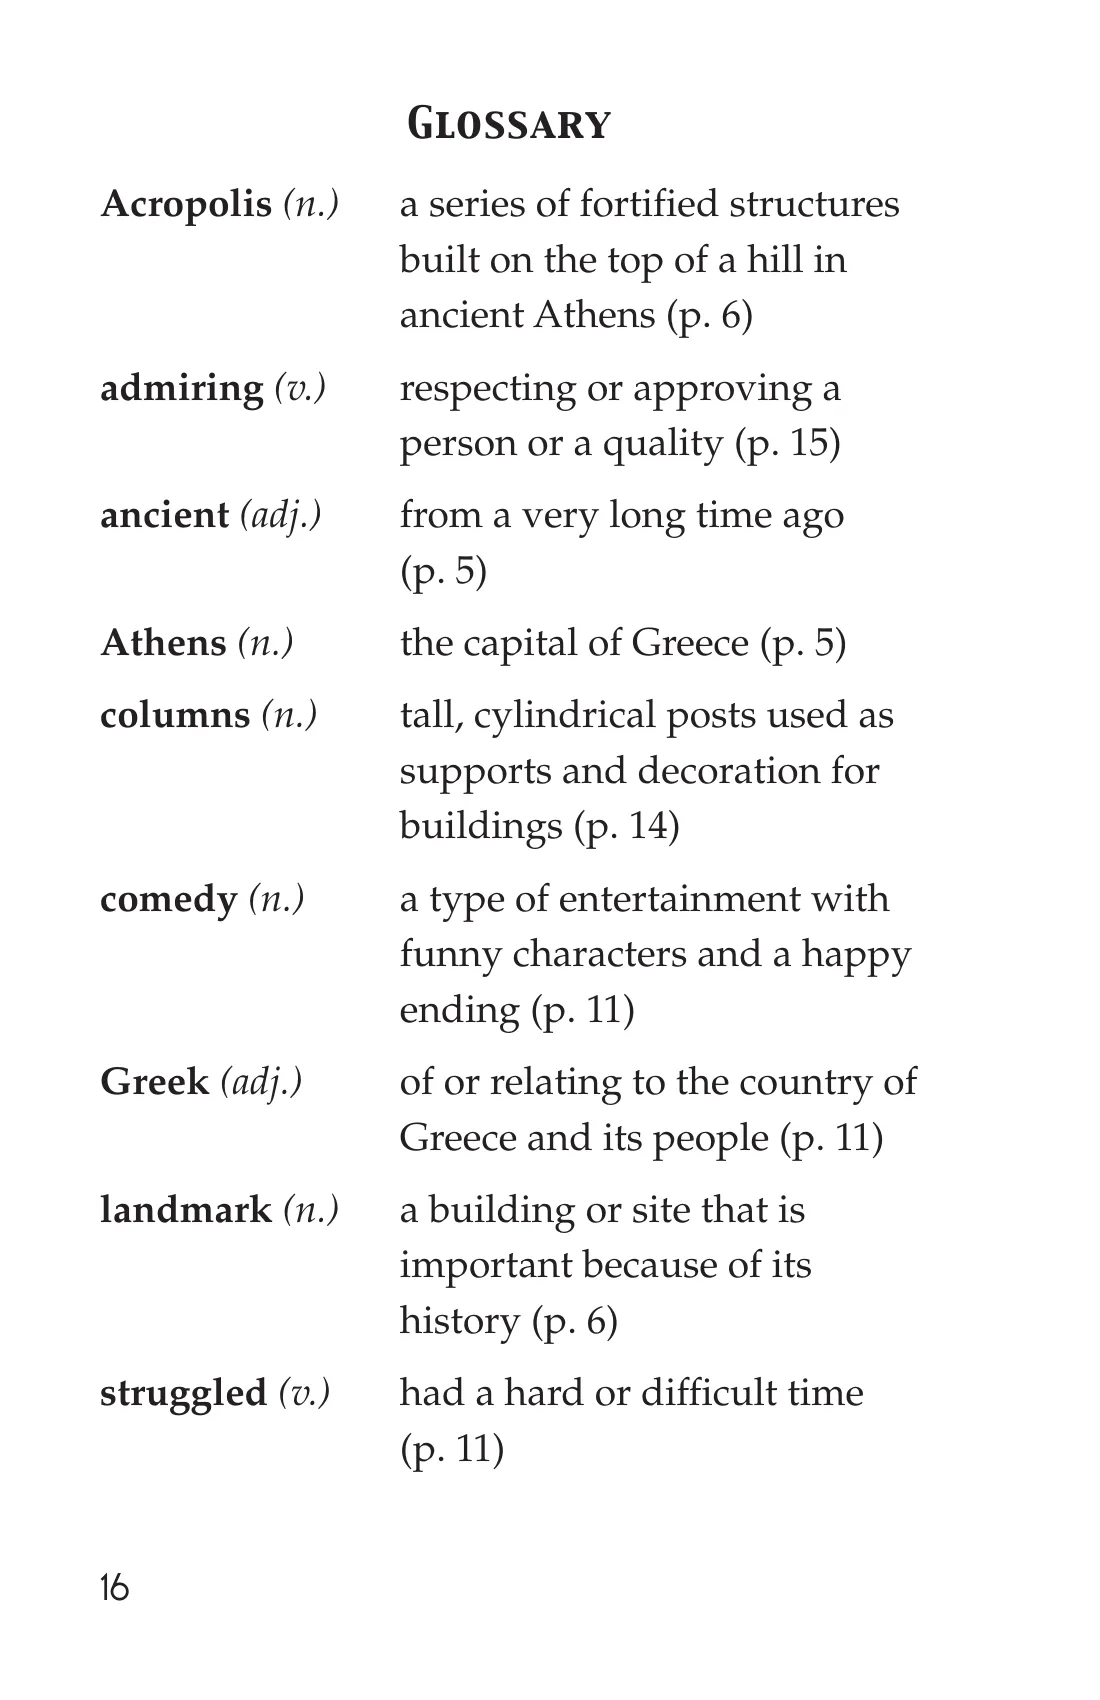 GLOSSARY
Acropolis (n.) a series of fortified structures
built on the top of a hill in
ancient Athens (p. 6)
admiring (v.) respecting or approving a
person or a quality (p. 15)
ancient (adj.) from a very long time ago
(p. 5)
Athens (n.) the capital of Greece (p. 5)
columns (n.) tall, cylindrical posts used as
supports and decoration for
buildings (p. 14)
comedy (n.) a type of entertainment with
funny characters and a happy
ending (p. 11)
Greek (adj.) of or relating to the country of
Greece and its people (p. 11)
landmark (n.) a building or site that is
important because of its
history (p. 6)
struggled (v.) had a hard or difficult time
(p. 11)
16